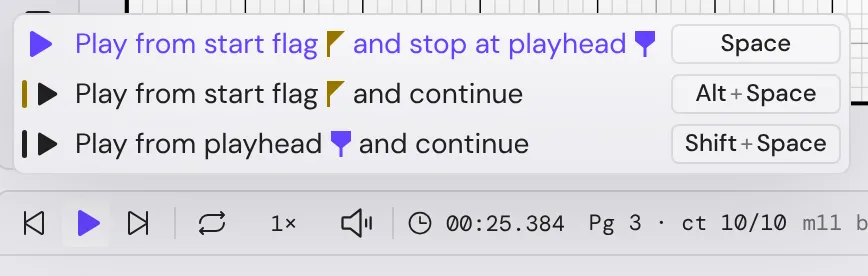 Play from start flag and stop at playhead Space
Play from start flag and continue Alt+Space
Play from playhead and continue Shift+Space
1× 00:25.384 Pg 3 · ct 10/10 m11 b